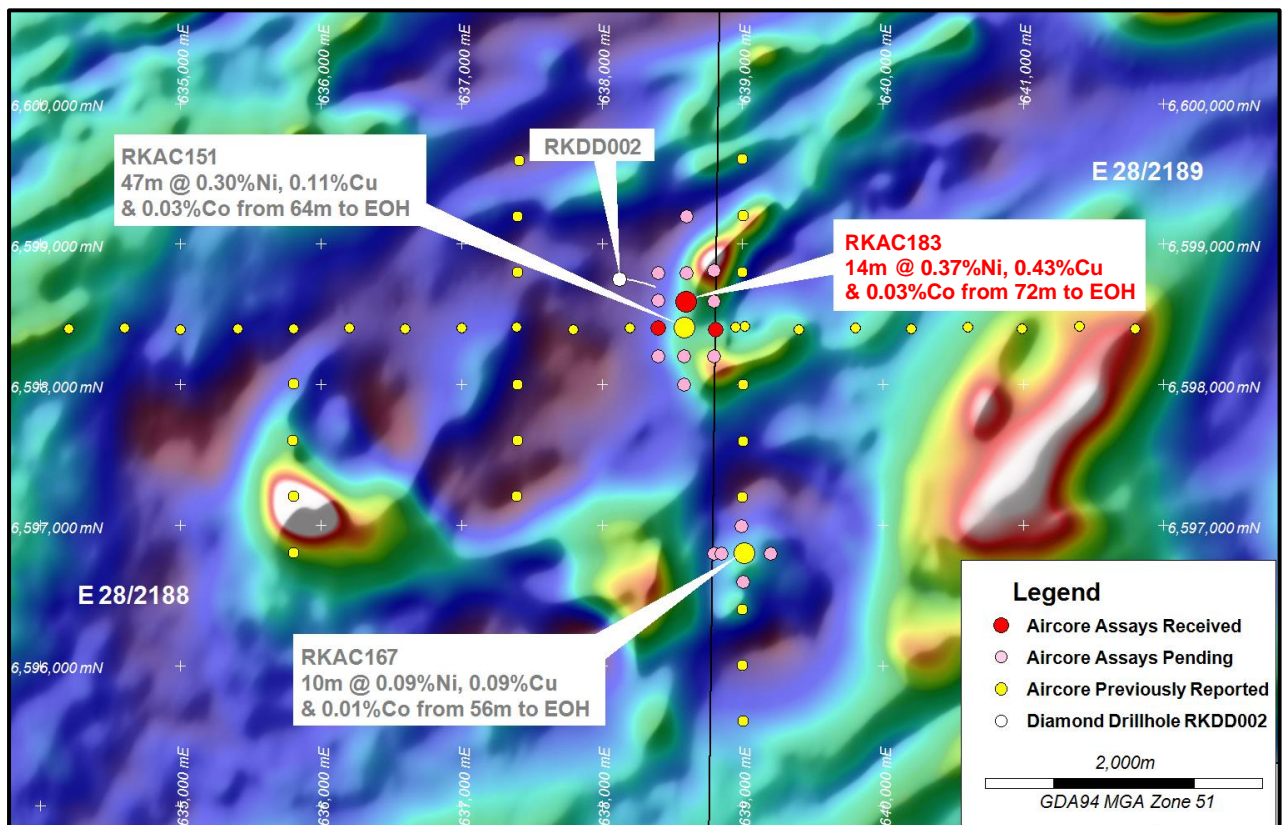 635,000 mE
636,000 mE
637,000 mE
638,000 mE
639,000 mE
640,000 mE
641,000 mE
6,600,000 mN
6,600,000 mN
RKAC151
47m @ 0.30%Ni, 0.11%Cu
& 0.03%Co from 64m to EOH
RKDD002
E 28/2189
RKAC183
14m @ 0.37%Ni, 0.43%Cu
& 0.03%Co from 72m to EOH
6,599,000 mN
6,599,000 mN
6,598,000 mN
6,598,000 mN
6,597,000 mN
6,597,000 mN
E 28/2188
RKAC167
10m @ 0.09%Ni, 0.09%Cu
& 0.01%Co from 56m to EOH
6,596,000 mN
635,000 mE
636,000 mE
637,000 mE
638,000 mE
639,000 mE
640,000 mE
Legend
Aircore Assays Received
Aircore Assays Pending
Aircore Previously Reported
Diamond Drillhole RKDD002
2,000m
GDA94 MGA Zone 51